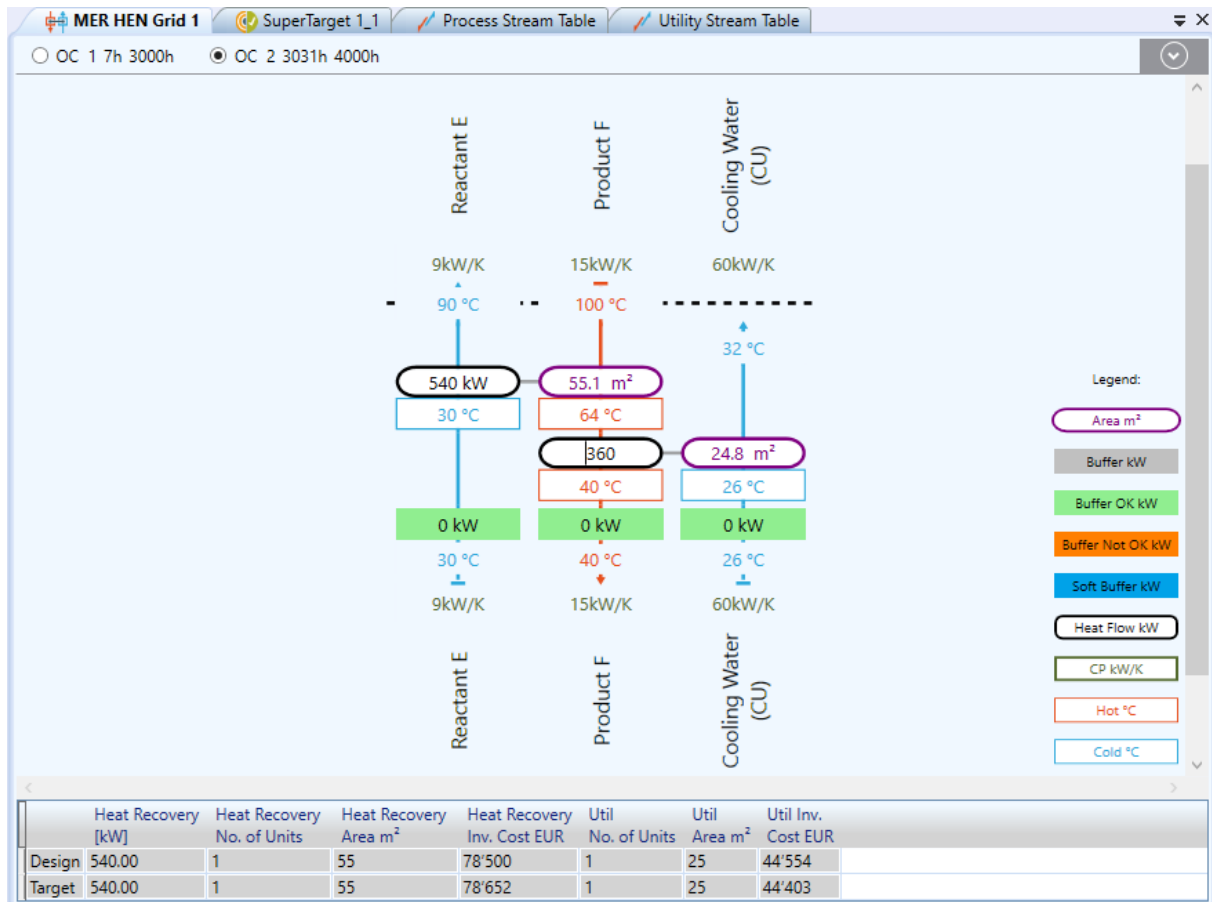 MER HEN Grid 1 SuperTarget 1_1 Process Stream Table Utility Stream Table
OC 1 7h 3000h OC 2 3031h 4000h
Reactant E
Product F
Cooling Water
(CU)
9kW/K 15kW/K 60kW/K
90 °C 100 °C
32 °C
540 kW 55.1 m²
30 °C 64 °C
360 24.8 m²
40 °C 26 °C
0 kW 0 kW 0 kW
30 °C 40 °C 26 °C
9kW/K 15kW/K 60kW/K
Reactant E
Product F
Cooling Water
(CU)
Legend:
Area m²
Buffer kW
Buffer OK kW
Buffer Not OK kW
Soft Buffer kW
Heat Flow kW
CP kW/K
Hot °C
Cold °C
Heat Recovery Heat Recovery Heat Recovery Heat Recovery Util Util Util Inv.
[kW] No. of Units Area m² Inv. Cost EUR No. of Units Area m² Cost EUR
Design 540.00 1 55 78'500 1 25 44'554
Target 540.00 1 55 78'652 1 25 44'403